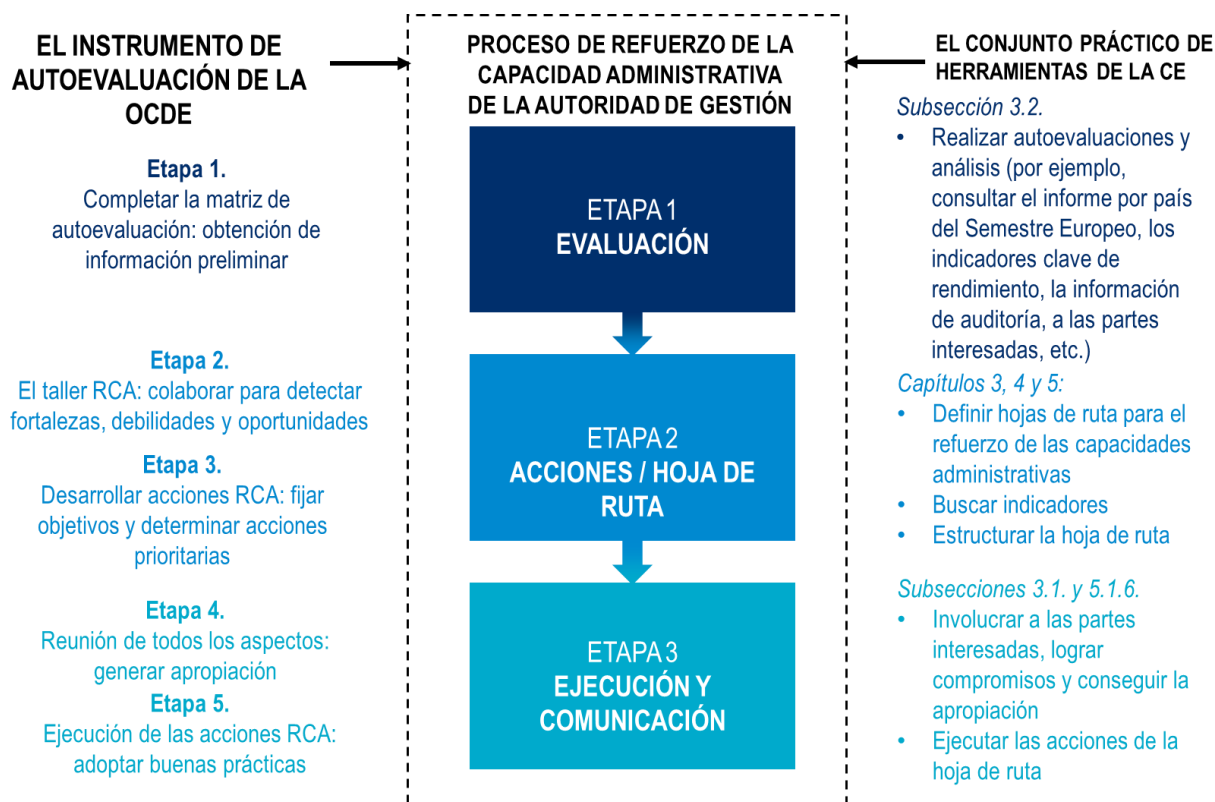 EL INSTRUMENTO DE
AUTOEVALUACIÓN DE LA
OCDE
Etapa 1.
Completar la matriz de
autoevaluación: obtención de
información preliminar
Etapa 2.
El taller RCA: colaborar para detectar
fortalezas, debilidades y oportunidades
Etapa 3.
Desarrollar acciones RCA: fijar
objetivos y determinar acciones
prioritarias
Etapa 4.
Reunión de todos los aspectos:
generar apropiación
Etapa 5.
Ejecución de las acciones RCA:
adoptar buenas prácticas
PROCESO DE REFUERZO DE LA
CAPACIDAD ADMINISTRATIVA
DE LA AUTORIDAD DE GESTIÓN
ETAPA 1
EVALUACIÓN
ETAPA 2
ACCIONES / HOJA DE
RUTA
ETAPA 3
EJECUCIÓN Y
COMUNICACIÓN
EL CONJUNTO PRÁCTICO DE
HERRAMIENTAS DE LA CE
Subsección 3.2.
• Realizar autoevaluaciones y
análisis (por ejemplo,
consultar el informe por país
del Semestre Europeo, los
indicadores clave de
rendimiento, la información
de auditoría, a las partes
interesadas, etc.)
Capítulos 3, 4 y 5:
• Definir hojas de ruta para el
refuerzo de las capacidades
administrativas
• Buscar indicadores
• Estructurar la hoja de ruta
Subsecciones 3.1. y 5.1.6.
• Involucrar a las partes
interesadas, lograr
compromisos y conseguir la
apropiación
• Ejecutar las acciones de la
hoja de ruta